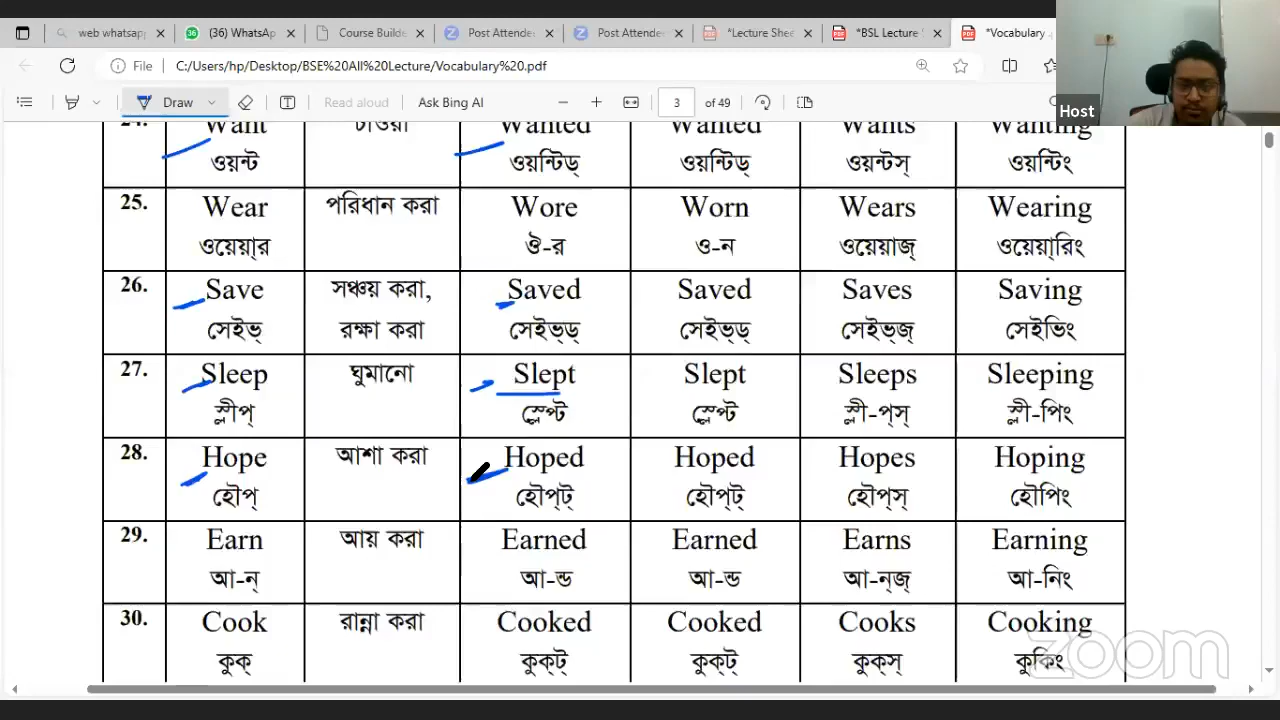 web whatsapp
(36) WhatsAp
Course Builde
Post Attende
Post Attende
*Lecture Shee
*BSL Lecture
*Vocabulary
File C:/Users/hp/Desktop/BSE%20All%20Lecture/Vocabulary%20.pdf
Draw Read aloud Ask Bing AI 3 of 49
Host
24. Want চাওয়া Wanted Wanted Wants Wanting
ওয়ন্ট ওয়ন্টিড্ ওয়ন্টিড্ ওয়ন্টস্ ওয়ন্টিং
25. Wear পরিধান করা Wore Worn Wears Wearing
ওয়েয়া্র ঔ-র ও-ন ওয়েয়াজ্ ওয়েয়া্রিং
26. Save সঞ্চয় করা, Saved Saved Saves Saving
সেইভ্ রক্ষা করা সেইভ্ড্ সেইভ্ড্ সেইভ্জ্ সেইভিং
27. Sleep ঘুমানো Slept Slept Sleeps Sleeping
স্লীপ্ স্লেপ্ট স্লেপ্ট স্লী-প্স্ স্লী-পিং
28. Hope আশা করা Hoped Hoped Hopes Hoping
হৌপ্ হৌপ্ট্ হৌপ্ট্ হৌপ্স্ হৌপিং
29. Earn আয় করা Earned Earned Earns Earning
আ-ন্ আ-ন্ড আ-ন্ড আ-ন্জ্ আ-নিং
30. Cook রান্না করা Cooked Cooked Cooks Cooking
কুক্ কুক্ট্ কুক্ট্ কুক্স্ কুকিং
zoom